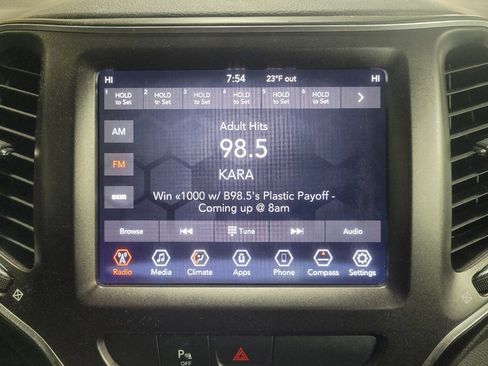 HI 7:54 23°F out HI
1 HOLD to Set 2 HOLD to Set 3 HOLD to Set 4 HOLD to Set 5 HOLD to Set 6 HOLD to Set
AM
Adult Hits
98.5
FM
KARA
sxm
Win «1000 w/ B98.5's Plastic Payoff -
Coming up @ 8am
Browse Tune Audio
Radio Media Climate Apps Phone Compass Settings
P OFF